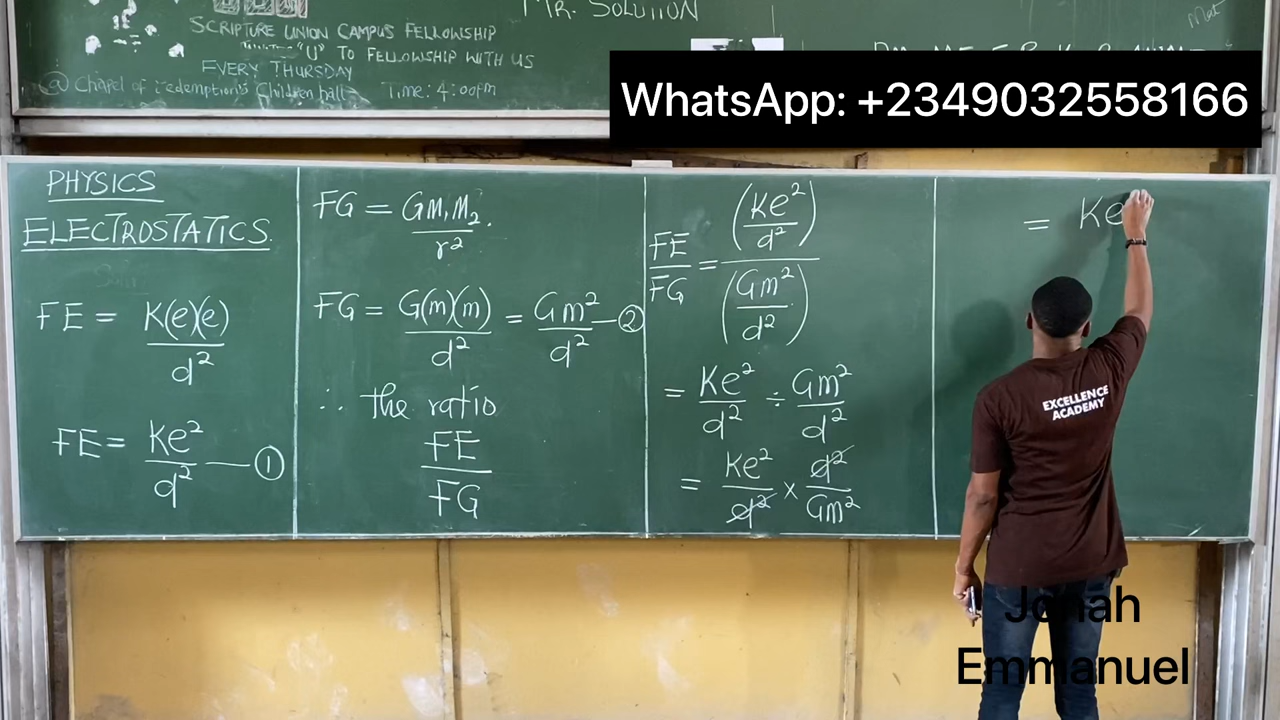 MR. SOLUTION
SCRIPTURE UNION CAMPUS FELLOWSHIP
"U" TO FELLOWSHIP WITH US
EVERY THURSDAY
@ Chapel of Redemption's Children hall Time: 4:00pm
WhatsApp: +2349032558166
PHYSICS
ELECTROSTATICS
FE = K(e)(e) / d²
FE = Ke² / d² — ①
FG = Gm₁m₂ / r²
FG = G(m)(m) / d² = Gm² / d² — ②
∴ the ratio
FE / FG
FE / FG = (Ke² / d²) / (Gm² / d²)
= Ke² / d² ÷ Gm² / d²
= Ke² / d² × d² / Gm²
= Ke
EXCELLENCE
ACADEMY
Jonah
Emmanuel